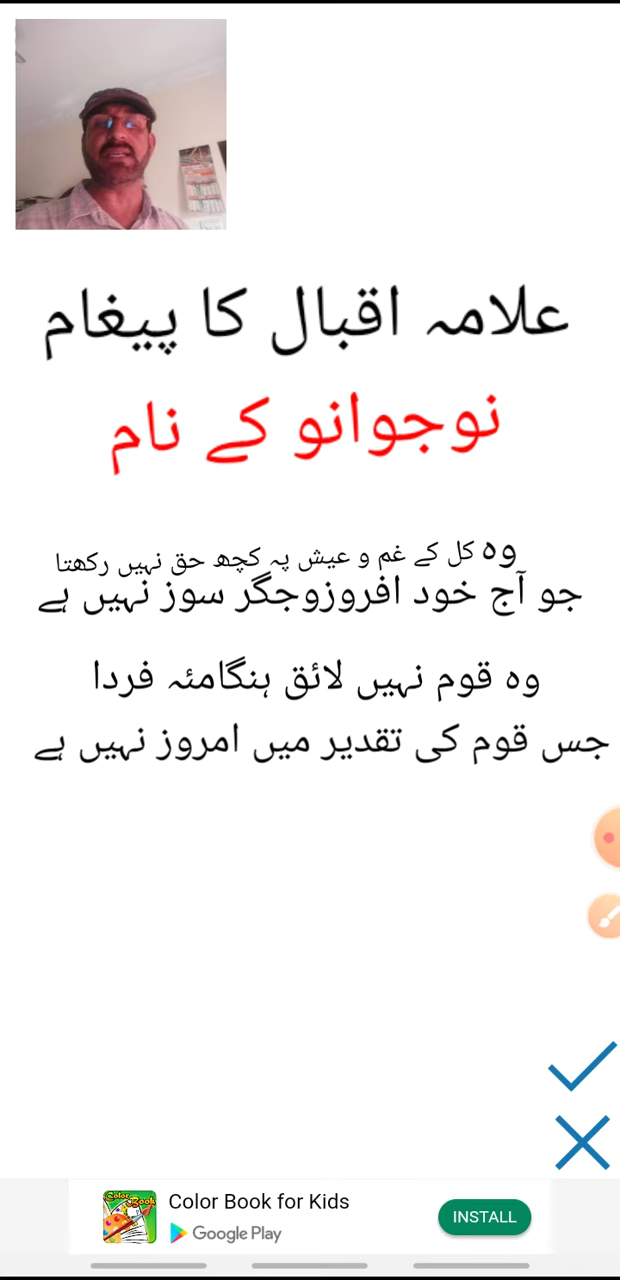 علامہ اقبال کا پیغام
نوجوانو کے نام
وہ کل کے غم و عیش پہ کچھ حق نہیں رکھتا
جو آج خود افروزوجگر سوز نہیں ہے
وہ قوم نہیں لائق ہنگامئہ فردا
جس قوم کی تقدیر میں امروز نہیں ہے
Color Book for Kids
Google Play
INSTALL